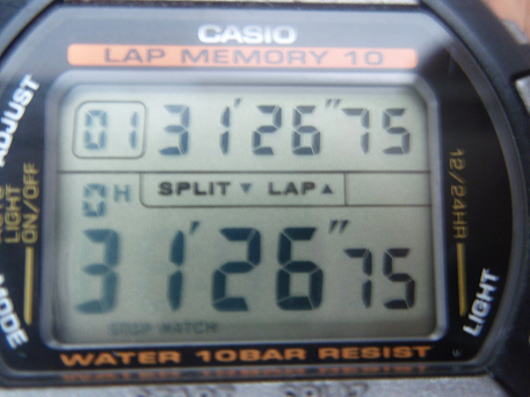 CASIO
LAP MEMORY 10
ADJUST
01 31'26"75
LIGHT
ON/OFF
12/24HR
0H SPLIT▼ LAP▲
31'26"75
MODE
LIGHT
STOP WATCH
WATER 10BAR RESIST